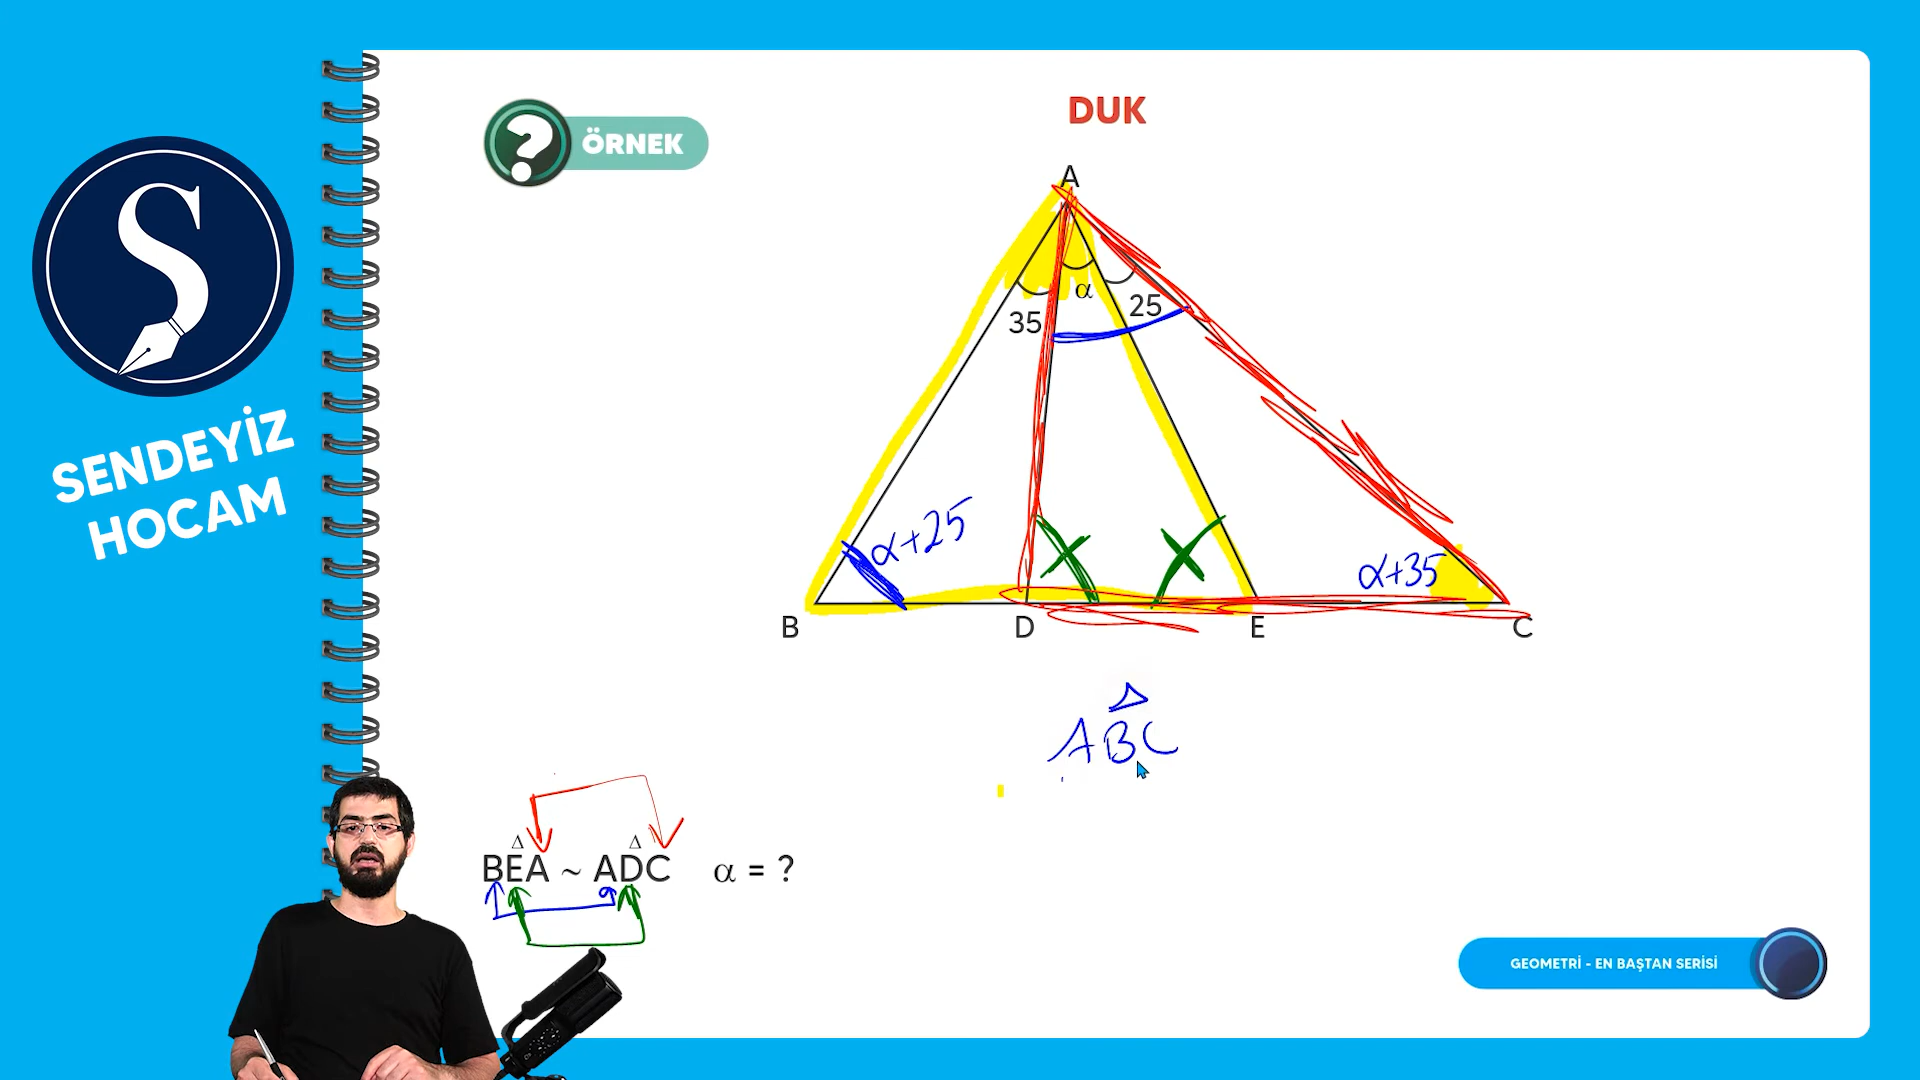 DUK
ÖRNEK
A
α
25
35
α+25
α+35
B
D
E
C
SENDEYİZ
HOCAM
Δ
ABC
Δ Δ
BEA ~ ADC α = ?
GEOMETRİ - EN BAŞTAN SERİSİ